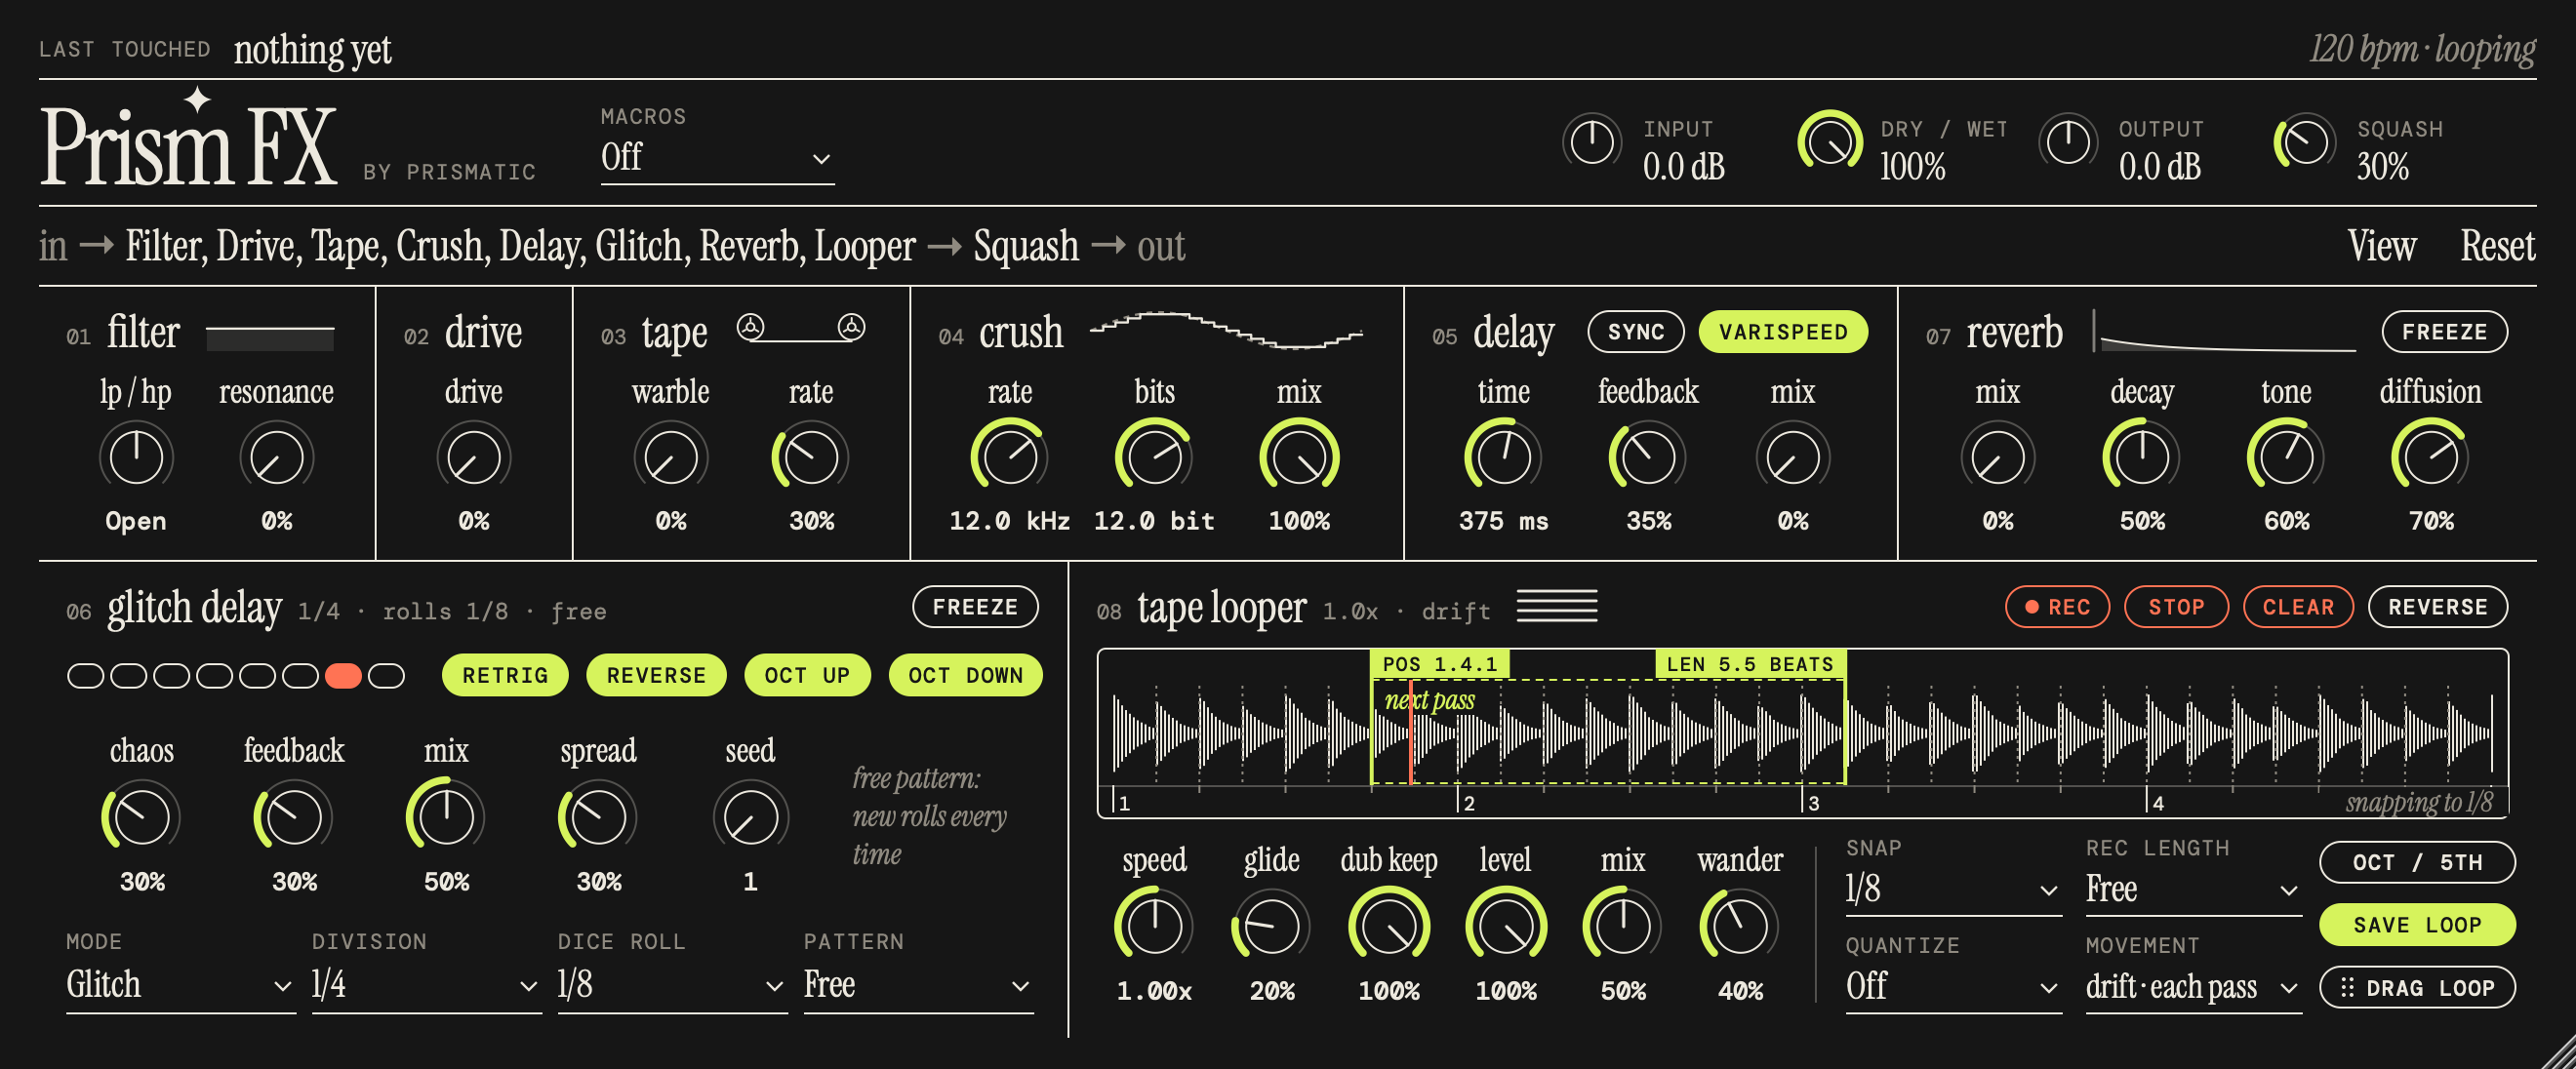 LAST TOUCHED nothing yet
120 bpm · looping
Prism FX BY PRISMATIC
MACROS
Off
INPUT
0.0 dB
DRY / WET
100%
OUTPUT
0.0 dB
SQUASH
30%
in → Filter, Drive, Tape, Crush, Delay, Glitch, Reverb, Looper → Squash → out
View Reset
01 filter
lp / hp resonance
Open 0%
02 drive
drive
0%
03 tape
warble rate
0% 30%
04 crush
rate bits mix
12.0 kHz 12.0 bit 100%
05 delay SYNC VARISPEED
time feedback mix
375 ms 35% 0%
07 reverb FREEZE
mix decay tone diffusion
0% 50% 60% 70%
06 glitch delay 1/4 · rolls 1/8 · free FREEZE
RETRIG REVERSE OCT UP OCT DOWN
chaos feedback mix spread seed
30% 30% 50% 30% 1
free pattern:
new rolls every
time
MODE DIVISION DICE ROLL PATTERN
Glitch 1/4 1/8 Free
08 tape looper 1.0x · drift REC STOP CLEAR REVERSE
POS 1.4.1 LEN 5.5 BEATS
next pass
1 2 3 4 snapping to 1/8
speed glide dub keep level mix wander
1.00x 20% 100% 100% 50% 40%
SNAP
1/8
REC LENGTH
Free
QUANTIZE
Off
MOVEMENT
drift · each pass
OCT / 5TH
SAVE LOOP
DRAG LOOP